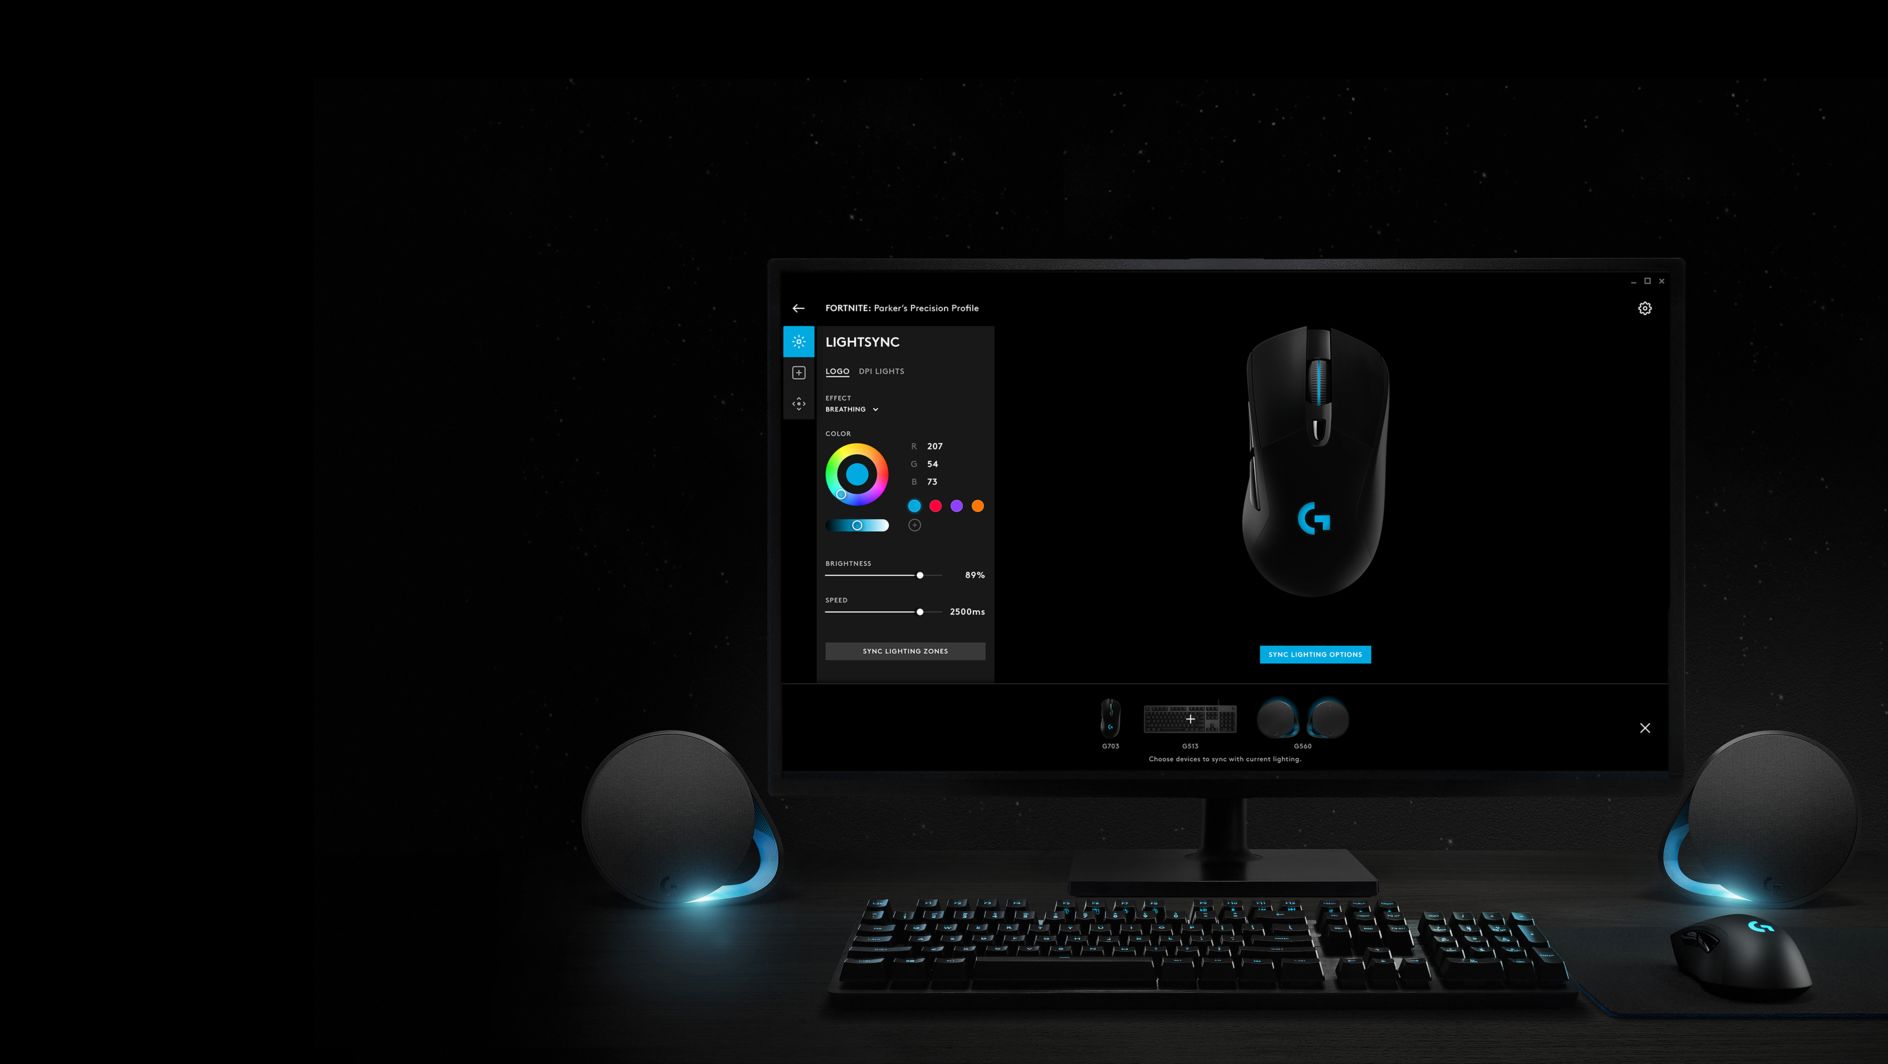 FORTNITE: Parker's Precision Profile
LIGHTSYNC
LOGO DPI LIGHTS
EFFECT
BREATHING
COLOR
R 207
G 54
B 73
BRIGHTNESS
89%
SPEED
2500ms
SYNC LIGHTING ZONES
SYNC LIGHTING OPTIONS
G703 G513 G560
Choose devices to sync with current lighting.